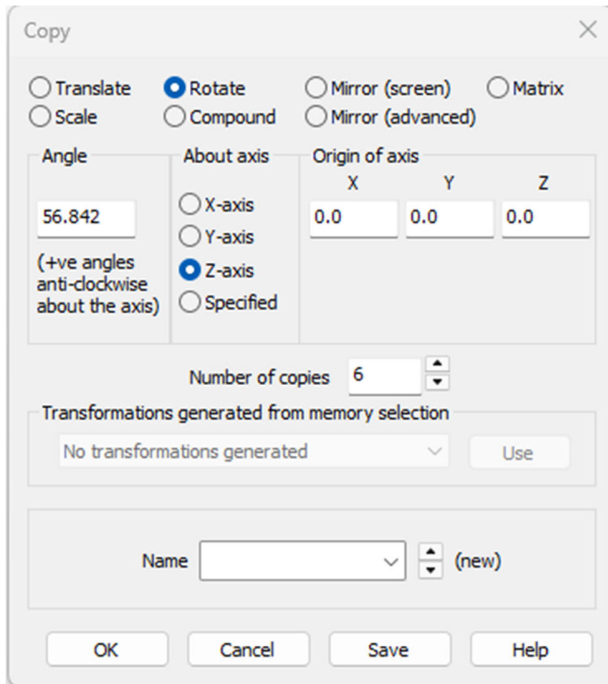 Copy
Translate Rotate Mirror (screen) Matrix
Scale Compound Mirror (advanced)
Angle About axis Origin of axis
X Y Z
X-axis
56.842 0.0 0.0 0.0
Y-axis
(+ve angles
anti-clockwise
about the axis)
Z-axis
Specified
Number of copies 6
Transformations generated from memory selection
No transformations generated Use
Name (new)
OK Cancel Save Help